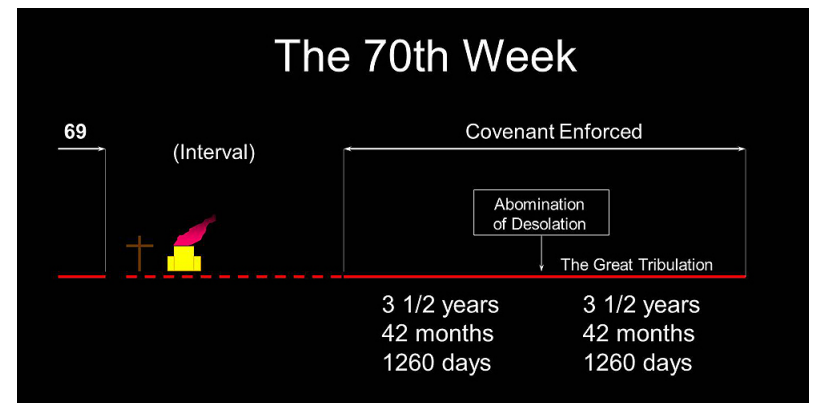 The 70th Week
69
(Interval)
Covenant Enforced
Abomination
of Desolation
The Great Tribulation
3 1/2 years
42 months
1260 days
3 1/2 years
42 months
1260 days